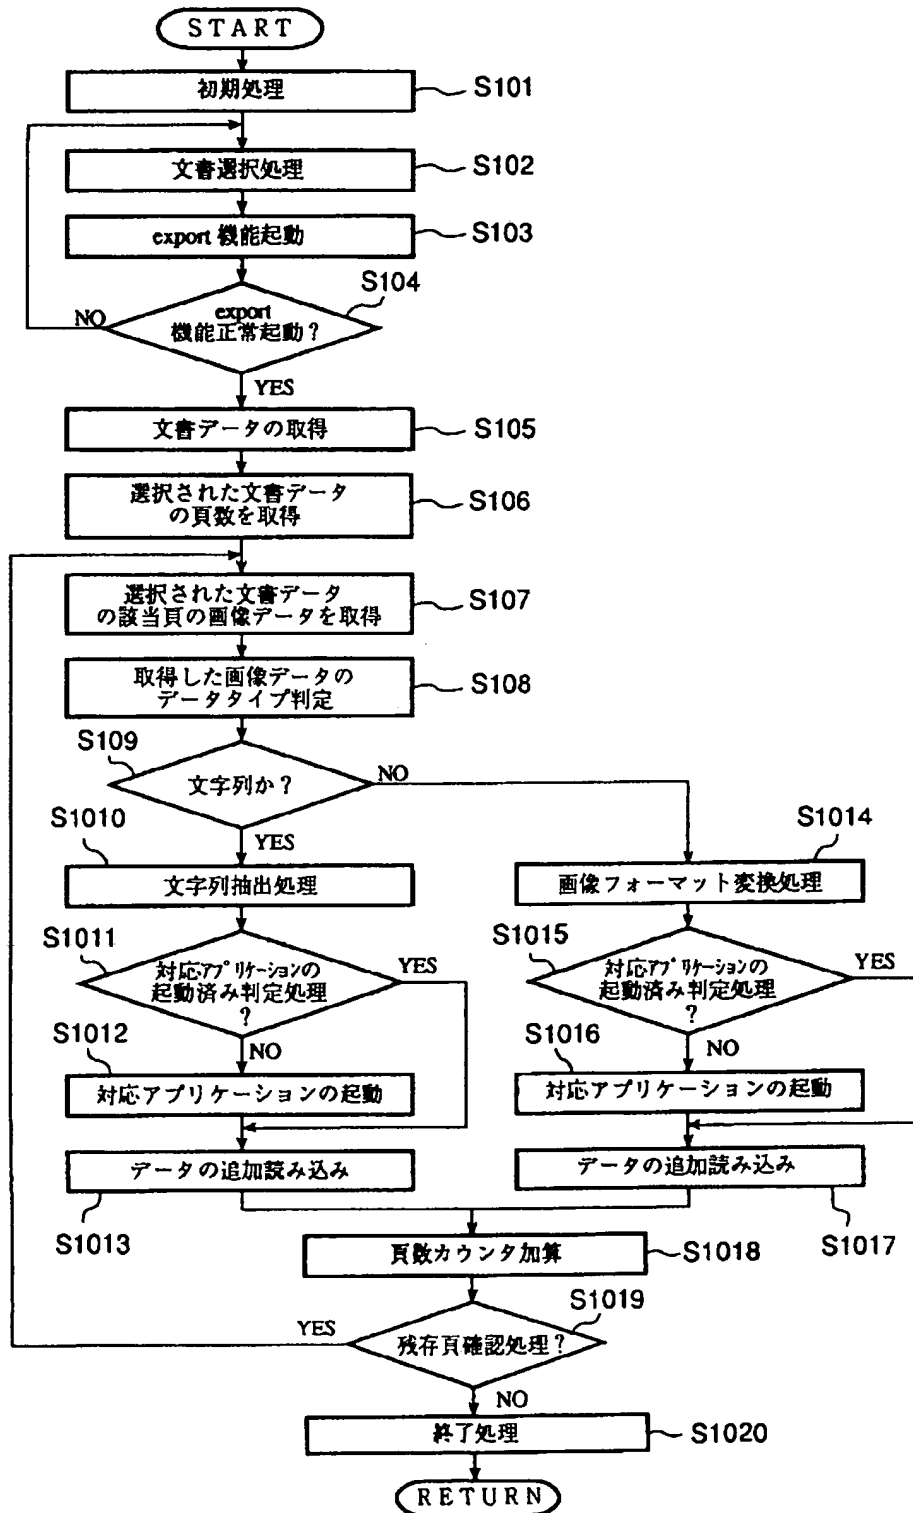 START
初期処理
S101
文書選択処理
S102
export 機能起動
S103
S104
export
機能正常起動？
NO
YES
文書データの取得
S105
選択された文書データ
の頁数を取得
S106
選択された文書データ
の該当頁の画像データを取得
S107
取得した画像データの
データタイプ判定
S108
S109
文字列か？
NO
YES
S1010
文字列抽出処理
S1014
画像フォーマット変換処理
S1011
対応アプリケーションの
起動済み判定処理
？
YES
NO
S1015
対応アプリケーションの
起動済み判定処理
？
YES
NO
S1012
対応アプリケーションの起動
S1016
対応アプリケーションの起動
データの追加読み込み
S1013
データの追加読み込み
S1017
頁数カウンタ加算
S1018
S1019
残存頁確認処理？
YES
NO
終了処理
S1020
RETURN